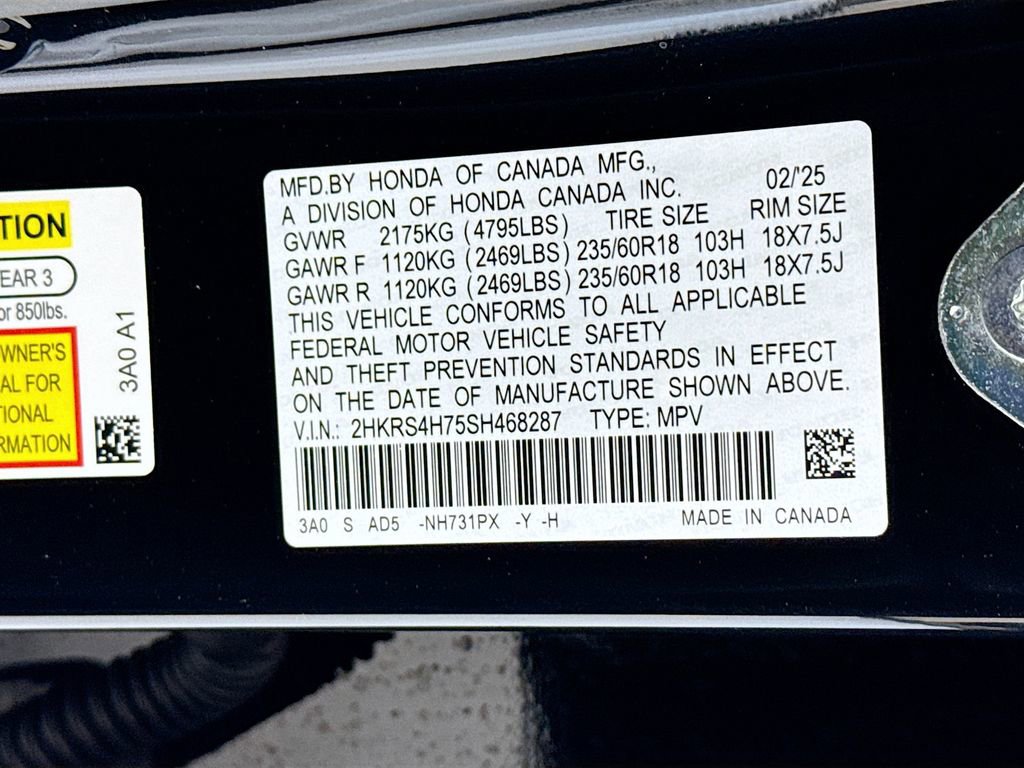 TION
EAR 3
or 850lbs.
WNER'S
AL FOR
TIONAL
RMATION
3A0 A1
MFD.BY HONDA OF CANADA MFG., 02/'25
A DIVISION OF HONDA CANADA INC.
GVWR 2175KG (4795LBS) TIRE SIZE RIM SIZE
GAWR F 1120KG (2469LBS) 235/60R18 103H 18X7.5J
GAWR R 1120KG (2469LBS) 235/60R18 103H 18X7.5J
THIS VEHICLE CONFORMS TO ALL APPLICABLE
FEDERAL MOTOR VEHICLE SAFETY
AND THEFT PREVENTION STANDARDS IN EFFECT
ON THE DATE OF MANUFACTURE SHOWN ABOVE.
V.I.N.: 2HKRS4H75SH468287 TYPE: MPV
3A0 S AD5 -NH731PX -Y -H MADE IN CANADA